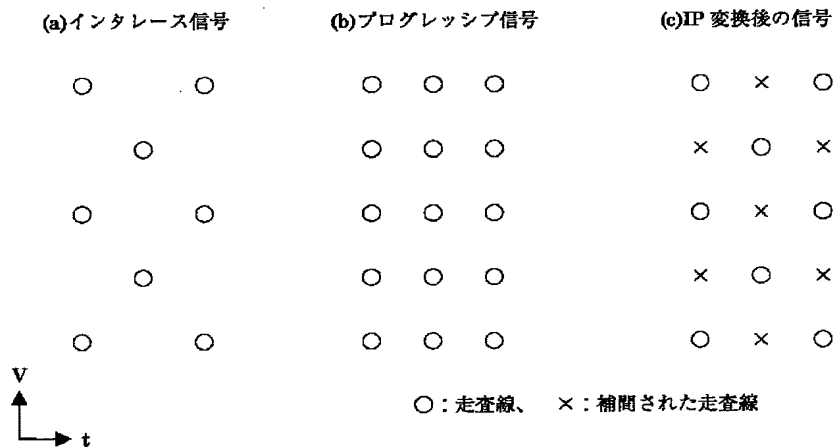 (a)インタレース信号
(b)プログレッシブ信号
(c)IP 変換後の信号
V
t
○：走査線、 ×：補間された走査線